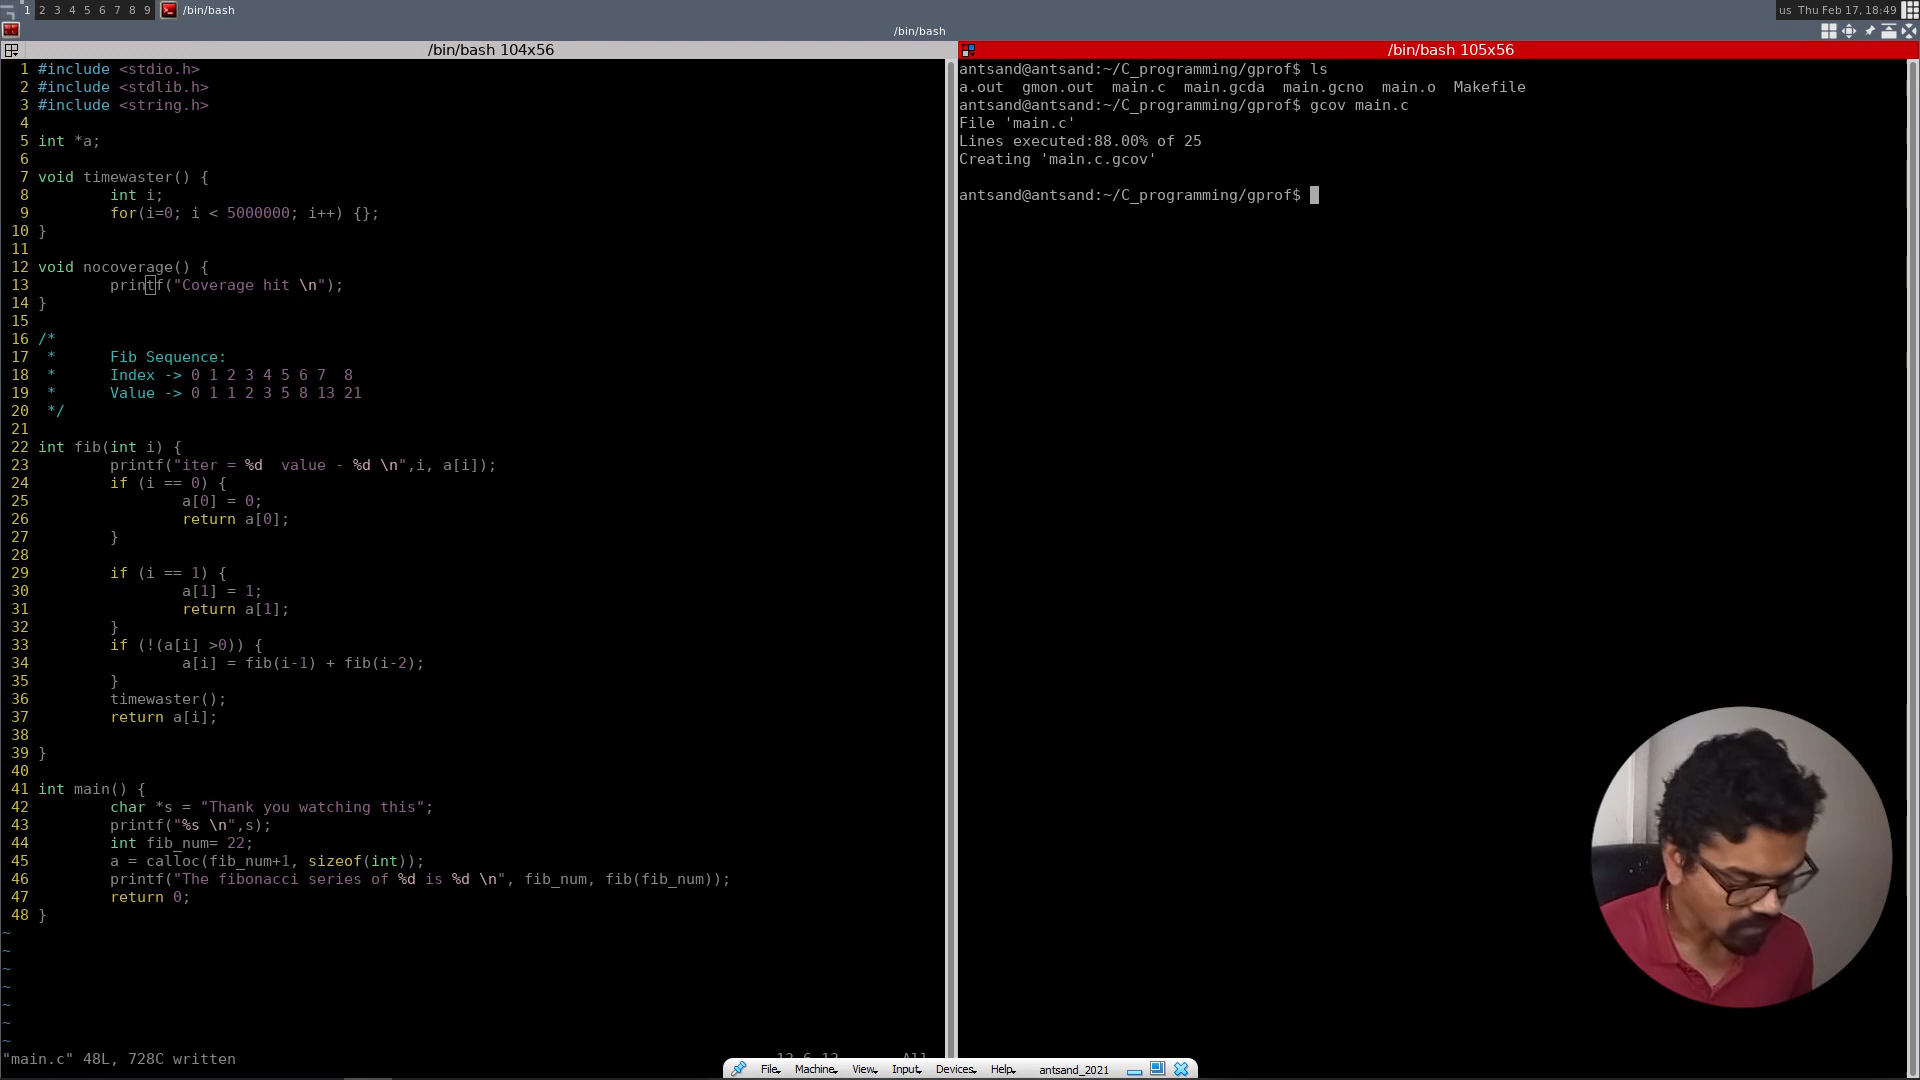 1 2 3 4 5 6 7 8 9 /bin/bash us Thu Feb 17, 18:49
/bin/bash
/bin/bash 104x56
1 #include <stdio.h>
2 #include <stdlib.h>
3 #include <string.h>
4
5 int *a;
6
7 void timewaster() {
8 int i;
9 for(i=0; i < 5000000; i++) {};
10 }
11
12 void nocoverage() {
13 printf("Coverage hit \n");
14 }
15
16 /*
17 * Fib Sequence:
18 * Index -> 0 1 2 3 4 5 6 7 8
19 * Value -> 0 1 1 2 3 5 8 13 21
20 */
21
22 int fib(int i) {
23 printf("iter = %d value - %d \n",i, a[i]);
24 if (i == 0) {
25 a[0] = 0;
26 return a[0];
27 }
28
29 if (i == 1) {
30 a[1] = 1;
31 return a[1];
32 }
33 if (!(a[i] >0)) {
34 a[i] = fib(i-1) + fib(i-2);
35 }
36 timewaster();
37 return a[i];
38
39 }
40
41 int main() {
42 char *s = "Thank you watching this";
43 printf("%s \n",s);
44 int fib_num= 22;
45 a = calloc(fib_num+1, sizeof(int));
46 printf("The fibonacci series of %d is %d \n", fib_num, fib(fib_num));
47 return 0;
48 }
~
~
~
~
~
~
~
"main.c" 48L, 728C written
/bin/bash 105x56
antsand@antsand:~/C_programming/gprof$ ls
a.out gmon.out main.c main.gcda main.gcno main.o Makefile
antsand@antsand:~/C_programming/gprof$ gcov main.c
File 'main.c'
Lines executed:88.00% of 25
Creating 'main.c.gcov'
antsand@antsand:~/C_programming/gprof$
File Machine View Input Devices Help antsand_2021